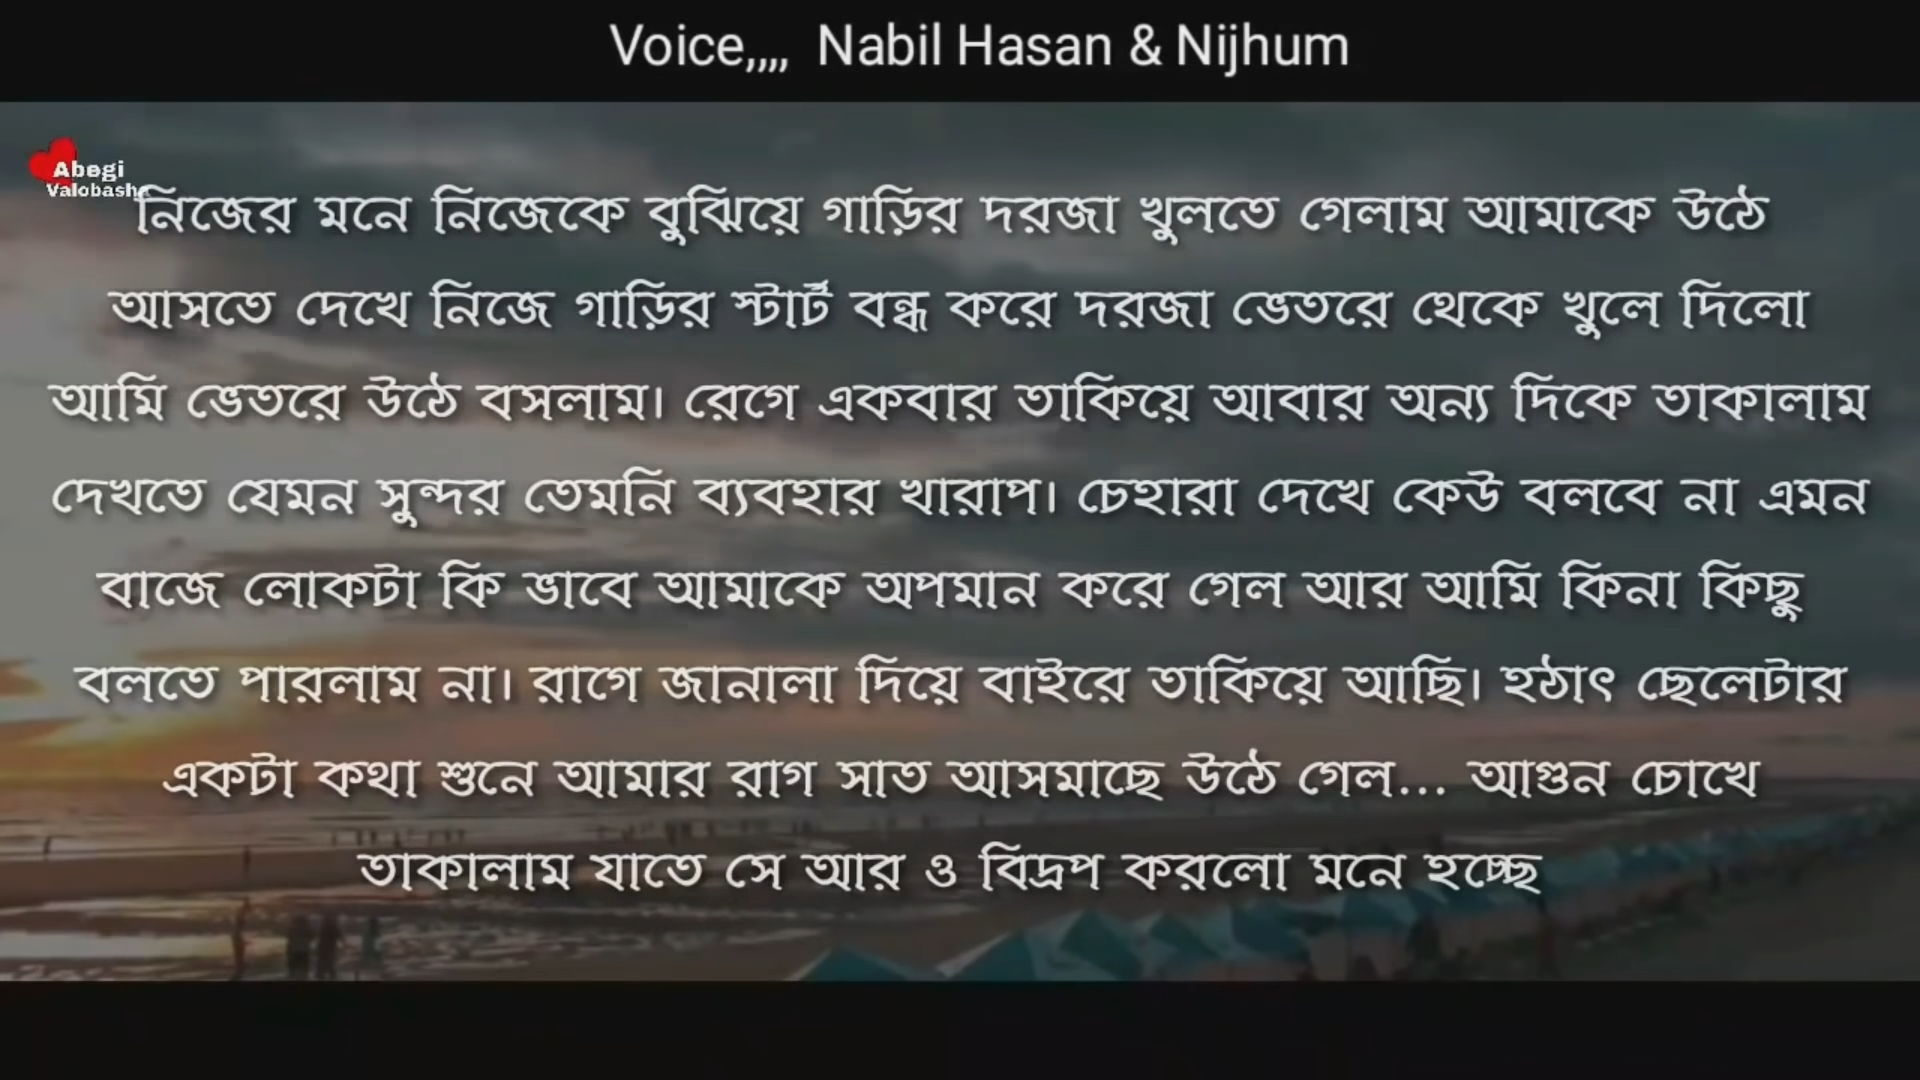 Voice,,,, Nabil Hasan & Nijhum
Abegi
Valobasha
নিজের মনে নিজেকে বুঝিয়ে গাড়ির দরজা খুলতে গেলাম আমাকে উঠে
আসতে দেখে নিজে গাড়ির স্টার্ট বন্ধ করে দরজা ভেতরে থেকে খুলে দিলো
আমি ভেতরে উঠে বসলাম। রেগে একবার তাকিয়ে আবার অন্য দিকে তাকালাম
দেখতে যেমন সুন্দর তেমনি ব্যবহার খারাপ। চেহারা দেখে কেউ বলবে না এমন
বাজে লোকটা কি ভাবে আমাকে অপমান করে গেল আর আমি কিনা কিছু
বলতে পারলাম না। রাগে জানালা দিয়ে বাইরে তাকিয়ে আছি। হঠাৎ ছেলেটার
একটা কথা শুনে আমার রাগ সাত আসমাছে উঠে গেল... আগুন চোখে
তাকালাম যাতে সে আর ও বিদ্রপ করলো মনে হচ্ছে